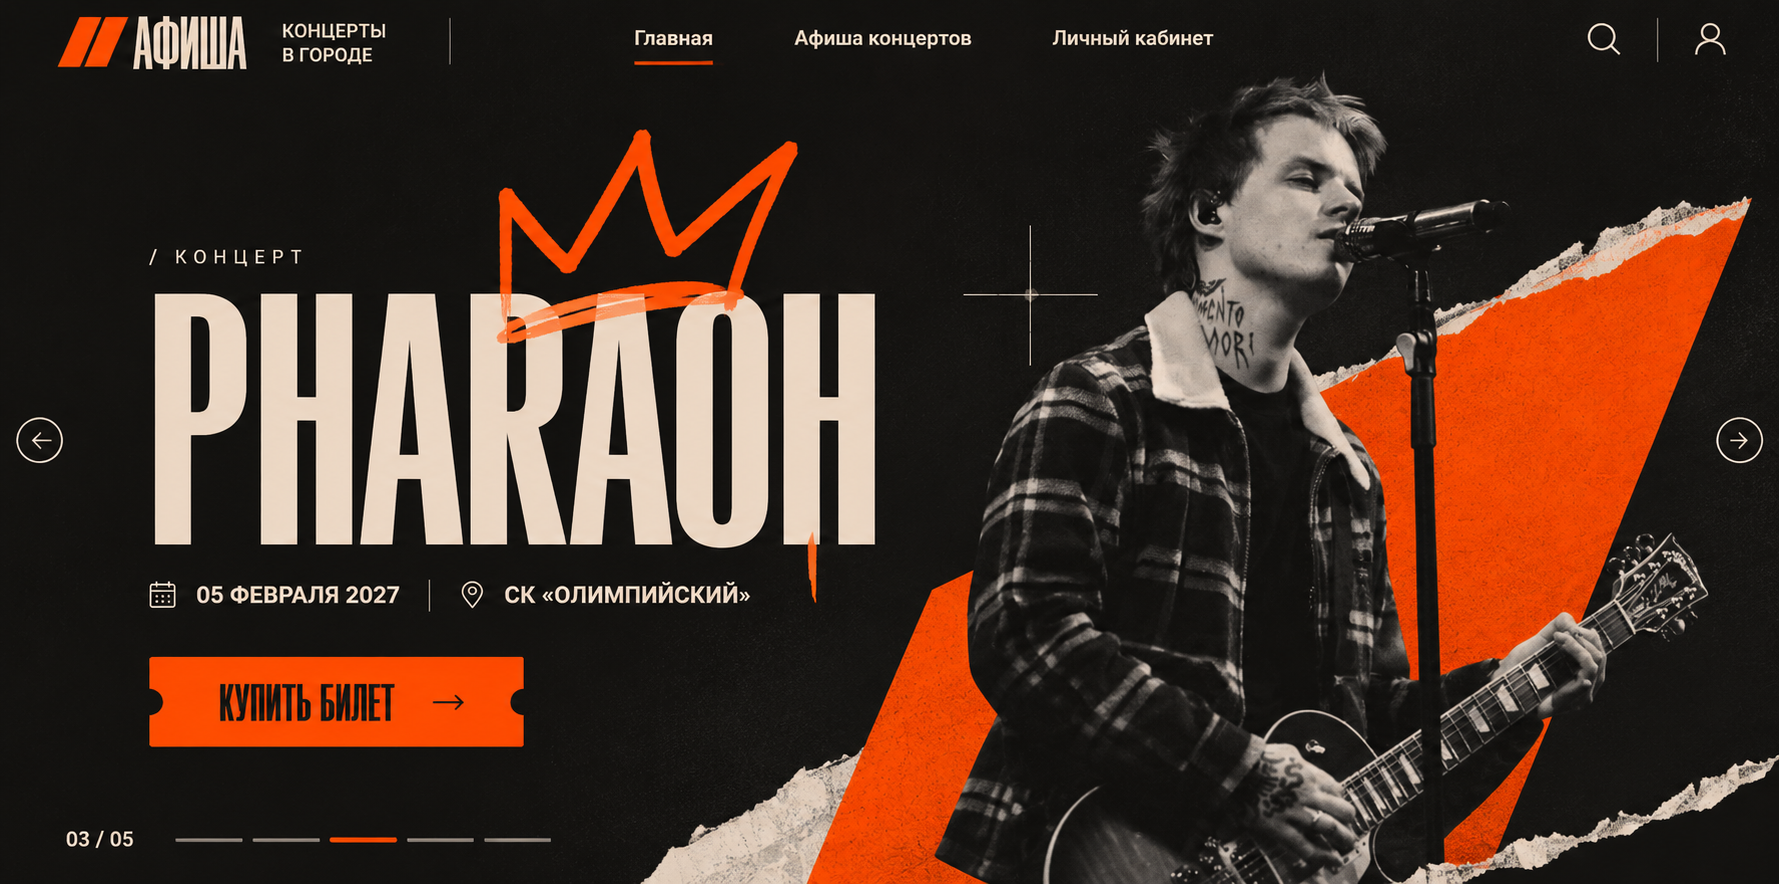 АФИША
КОНЦЕРТЫ
В ГОРОДЕ
Главная
Афиша концертов
Личный кабинет
/ КОНЦЕРТ
PHARAOH
05 ФЕВРАЛЯ 2027
СК «ОЛИМПИЙСКИЙ»
КУПИТЬ БИЛЕТ
03 / 05
MORI